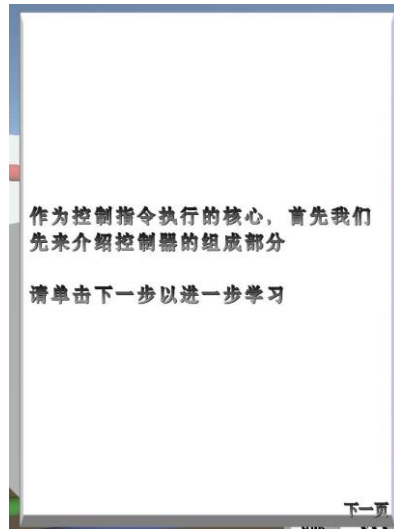 作为控制指令执行的核心，首先我们
先来介绍控制器的组成部分
请单击下一步以进一步学习
下一页